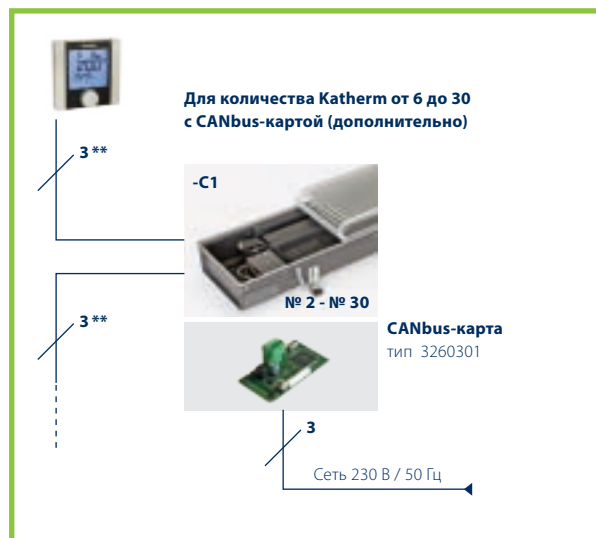 Для количества Katherm от 6 до 30
с CANbus-картой (дополнительно)
3 **
-C1
№ 2 - № 30
3 **
CANbus-карта
тип 3260301
3
Сеть 230 В / 50 Гц